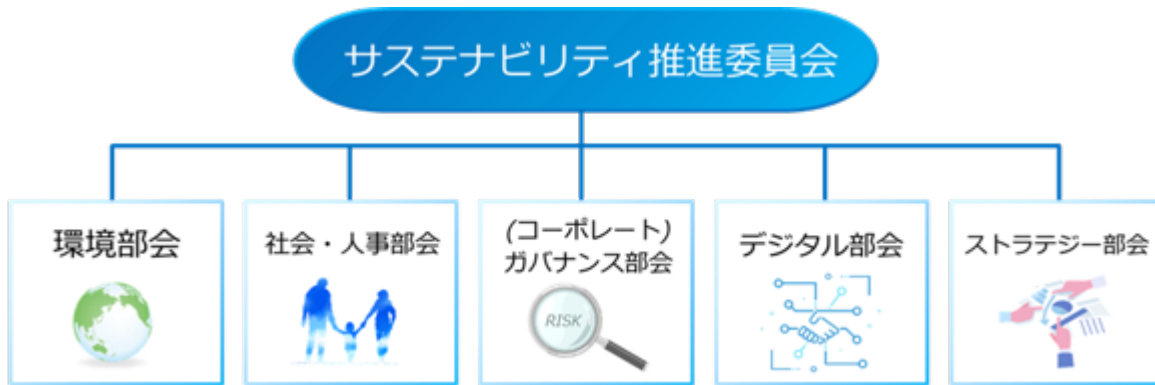 サステナビリティ推進委員会
環境部会
社会・人事部会
(コーポレート)
ガバナンス部会
RISK
デジタル部会
ストラテジー部会